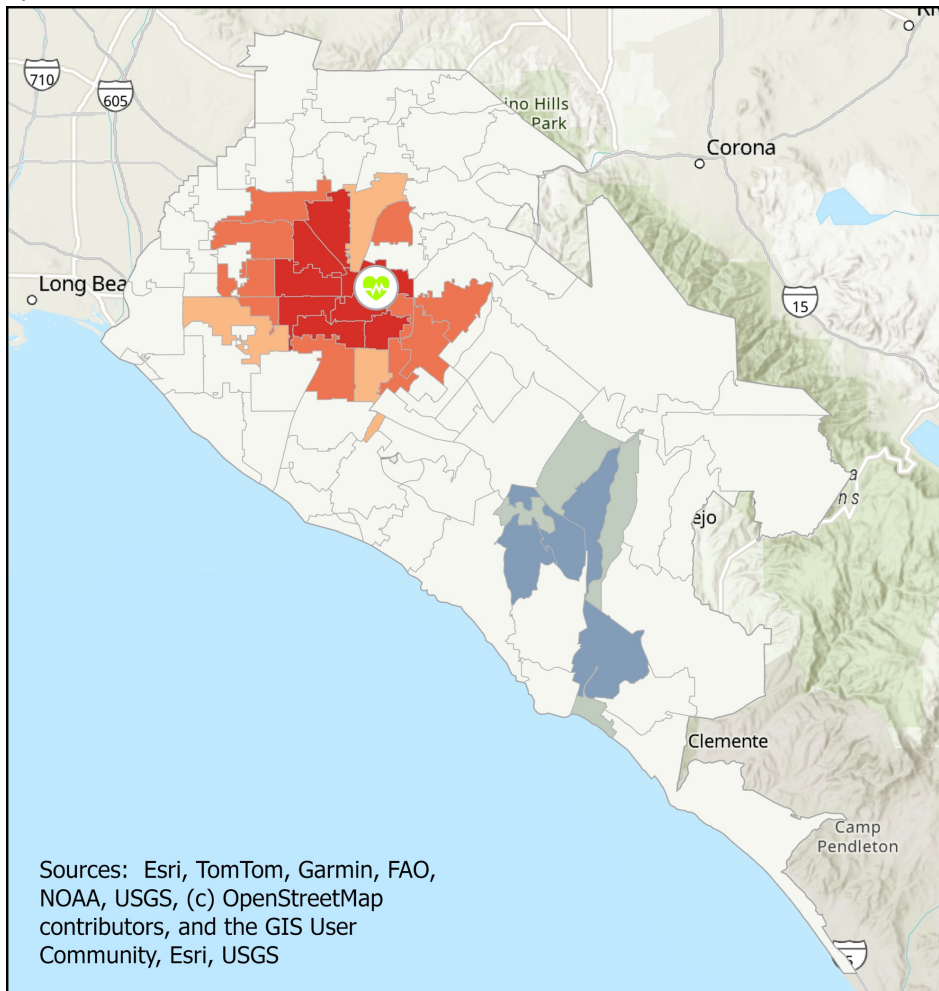 710
605
ino Hills
Park
Corona
Long Bea
15
ejo
Clemente
Camp
Pendleton
Sources: Esri, TomTom, Garmin, FAO,
NOAA, USGS, (c) OpenStreetMap
contributors, and the GIS User
Community, Esri, USGS